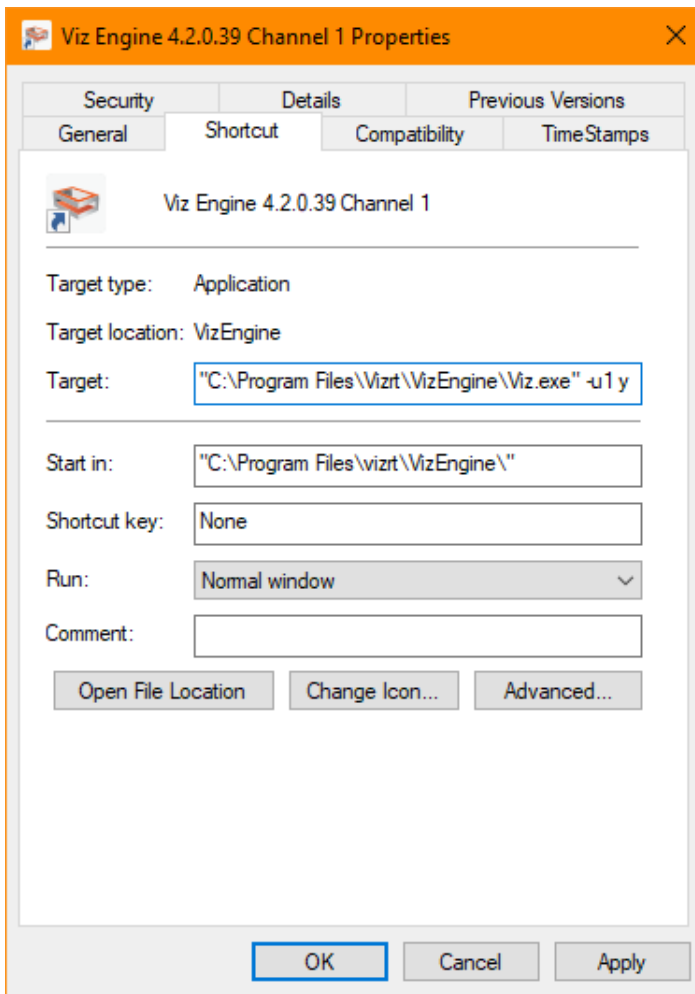 Viz Engine 4.2.0.39 Channel 1 Properties
Security Details Previous Versions
General Shortcut Compatibility TimeStamps
Viz Engine 4.2.0.39 Channel 1
Target type: Application
Target location: VizEngine
Target: "C:\Program Files\Vizrt\VizEngine\Viz.exe" -u1 y
Start in: "C:\Program Files\vizrt\VizEngine\"
Shortcut key: None
Run: Normal window
Comment:
Open File Location Change Icon... Advanced...
OK Cancel Apply